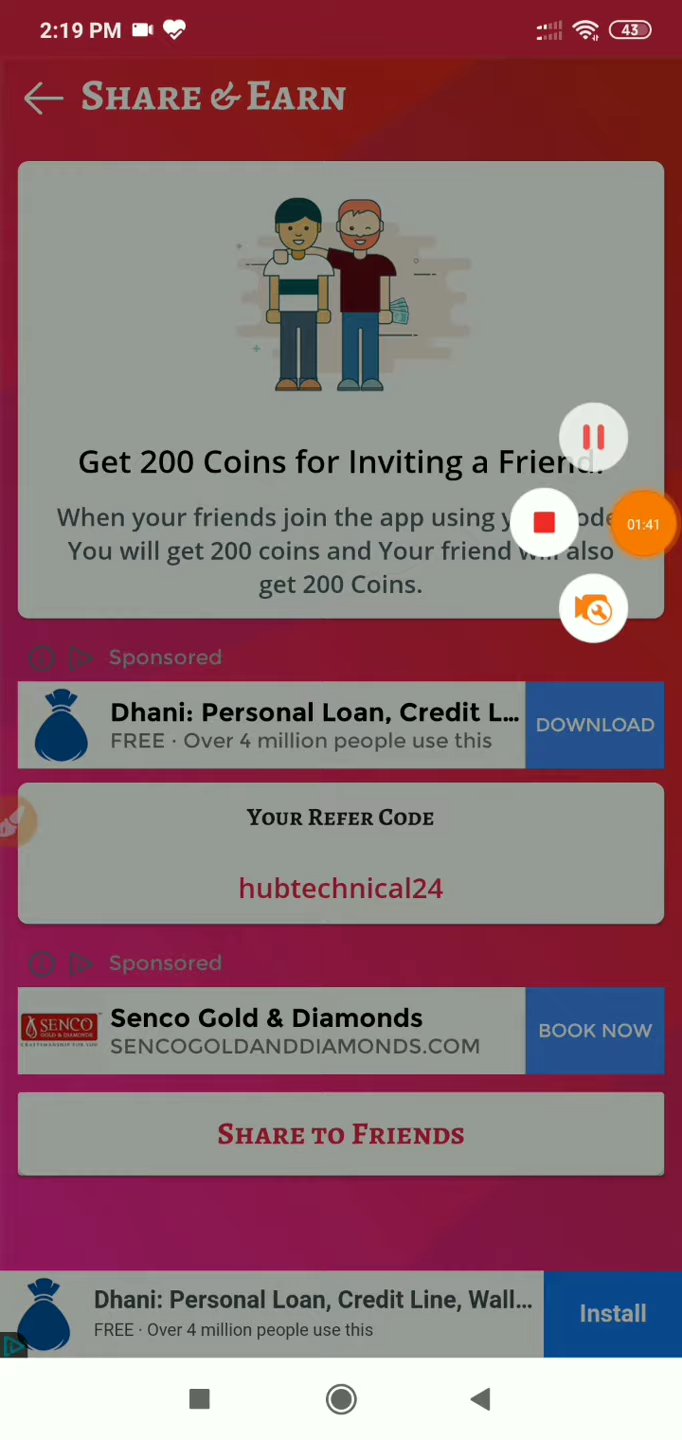 2:19 PM
43
Share & Earn
Get 200 Coins for Inviting a Friend.
When your friends join the app using y ode
You will get 200 coins and Your friend will also
get 200 Coins.
01:41
Sponsored
Dhani: Personal Loan, Credit L...
FREE · Over 4 million people use this
DOWNLOAD
Your Refer Code
hubtechnical24
Sponsored
SENCO
GOLD & DIAMONDS
Senco Gold & Diamonds
SENCOGOLDANDDIAMONDS.COM
BOOK NOW
Share to Friends
Dhani: Personal Loan, Credit Line, Wall...
FREE · Over 4 million people use this
Install